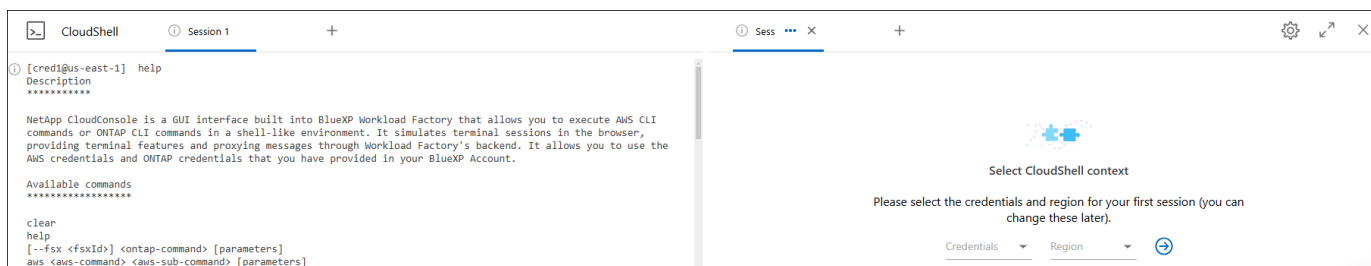 CloudShell
Session 1
[cred1@us-east-1] help
Description
***********
NetApp CloudConsole is a GUI interface built into BlueXP Workload Factory that allows you to execute AWS CLI
commands or ONTAP CLI commands in a shell-like environment. It simulates terminal sessions in the browser,
providing terminal features and proxying messages through Workload Factory's backend. It allows you to use the
AWS credentials and ONTAP credentials that you have provided in your BlueXP Account.
Available commands
******************
clear
help
[--fsx <fsxId>] <ontap-command> [parameters]
aws <aws-command> <aws-sub-command> [parameters]
Sess
Select CloudShell context
Please select the credentials and region for your first session (you can
change these later).
Credentials
Region